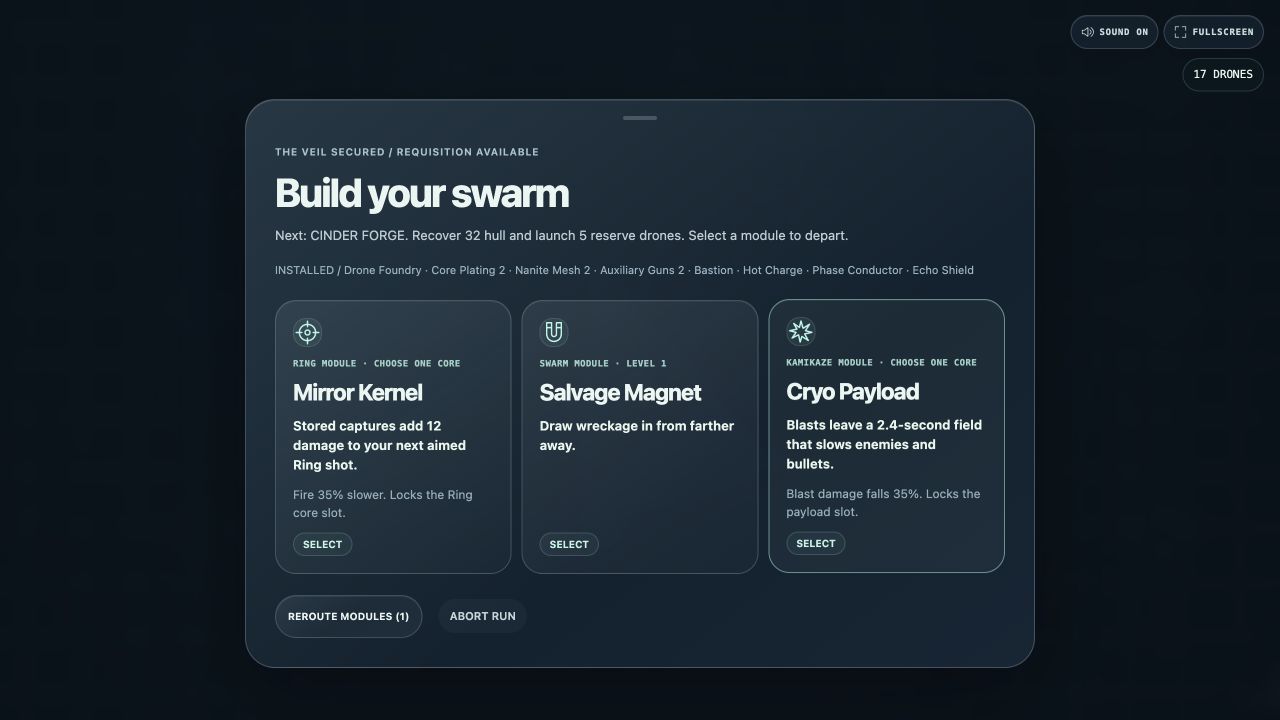 SOUND ON
FULLSCREEN
17 DRONES
THE VEIL SECURED / REQUISITION AVAILABLE
Build your swarm
Next: CINDER FORGE. Recover 32 hull and launch 5 reserve drones. Select a module to depart.
INSTALLED / Drone Foundry · Core Plating 2 · Nanite Mesh 2 · Auxiliary Guns 2 · Bastion · Hot Charge · Phase Conductor · Echo Shield
RING MODULE · CHOOSE ONE CORE
Mirror Kernel
Stored captures add 12
damage to your next aimed
Ring shot.
Fire 35% slower. Locks the Ring
core slot.
SELECT
SWARM MODULE · LEVEL 1
Salvage Magnet
Draw wreckage in from farther
away.
SELECT
KAMIKAZE MODULE · CHOOSE ONE CORE
Cryo Payload
Blasts leave a 2.4-second field
that slows enemies and
bullets.
Blast damage falls 35%. Locks the
payload slot.
SELECT
REROUTE MODULES (1)
ABORT RUN